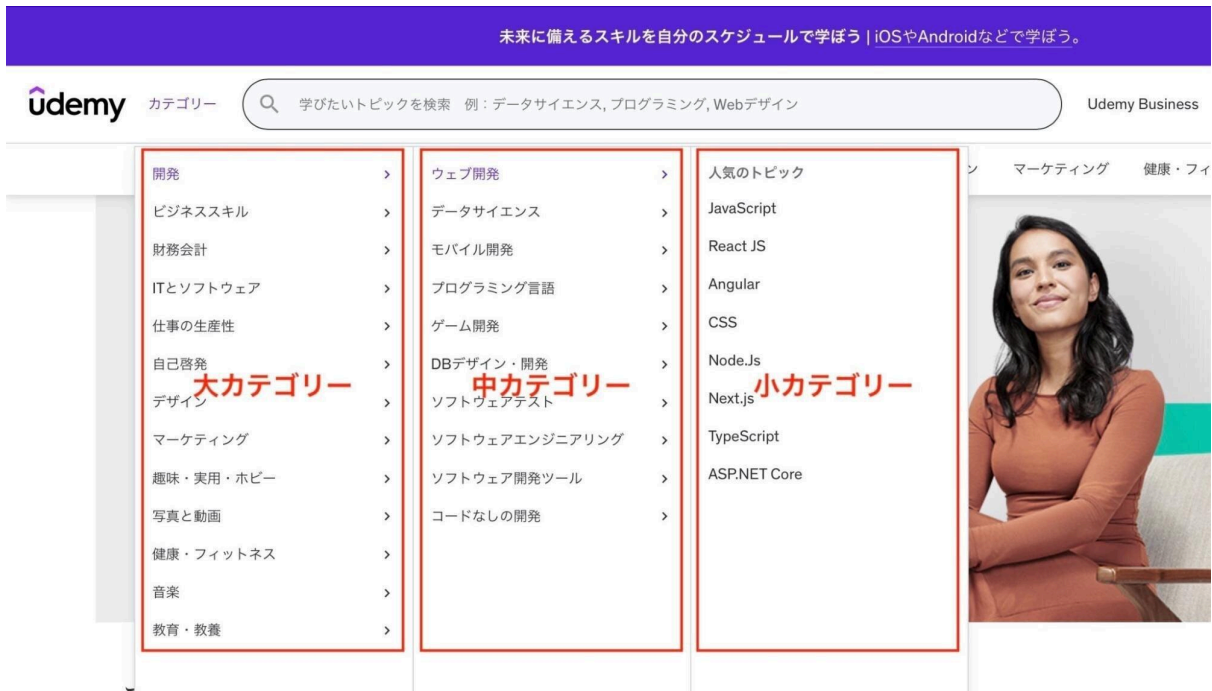 未来に備えるスキルを自分のスケジュールで学ぼう | iOSやAndroidなどで学ぼう。
ûdemy
カテゴリー
学びたいトピックを検索 例：データサイエンス, プログラミング, Webデザイン
Udemy Business
ン
マーケティング
健康・フィ
開発
ビジネススキル
財務会計
ITとソフトウェア
仕事の生産性
自己啓発
デザイン
マーケティング
趣味・実用・ホビー
写真と動画
健康・フィットネス
音楽
教育・教養
大カテゴリー
ウェブ開発
データサイエンス
モバイル開発
プログラミング言語
ゲーム開発
DBデザイン・開発
ソフトウェアテスト
ソフトウェアエンジニアリング
ソフトウェア開発ツール
コードなしの開発
中カテゴリー
人気のトピック
JavaScript
React JS
Angular
CSS
Node.Js
Next.js
TypeScript
ASP.NET Core
小カテゴリー